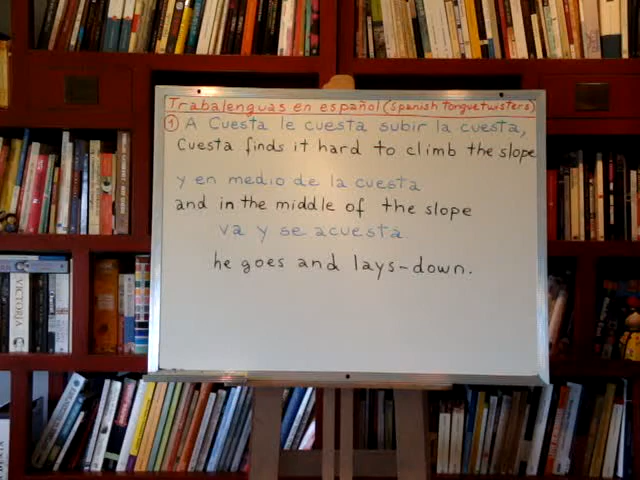 Trabalenguas en español (Spanish Tonguetwisters)
① A Cuesta le cuesta subir la cuesta,
Cuesta finds it hard to climb the slope
y en medio de la cuesta
and in the middle of the slope
va y se acuesta
he goes and lays-down.
VICTORIA